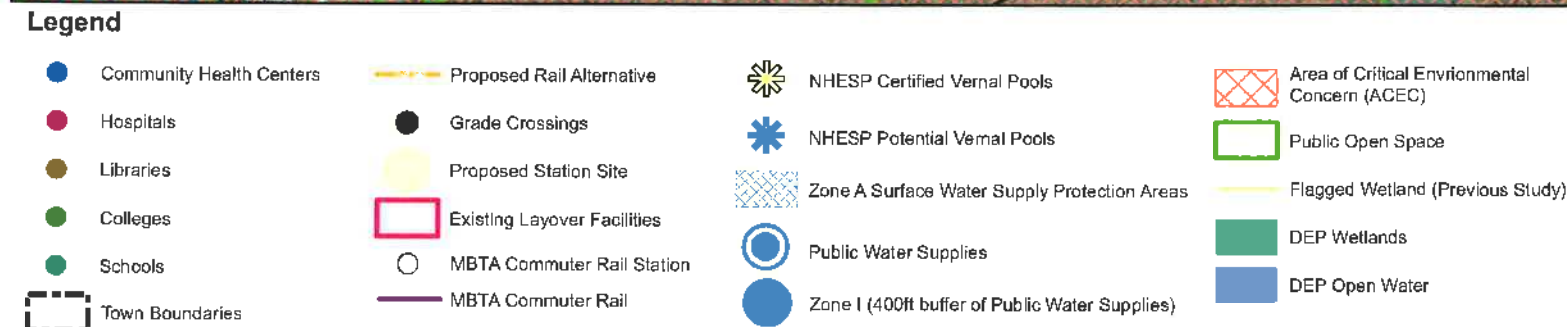 Legend
Community Health Centers
Hospitals
Libraries
Colleges
Schools
Town Boundaries
Proposed Rail Alternative
Grade Crossings
Proposed Station Site
Existing Layover Facilities
MBTA Commuter Rail Station
MBTA Commuter Rail
NHESP Certified Vernal Pools
NHESP Potential Vernal Pools
Zone A Surface Water Supply Protection Areas
Public Water Supplies
Zone I (400ft buffer of Public Water Supplies)
Area of Critical Envrionmental
Concern (ACEC)
Public Open Space
Flagged Wetland (Previous Study)
DEP Wetlands
DEP Open Water